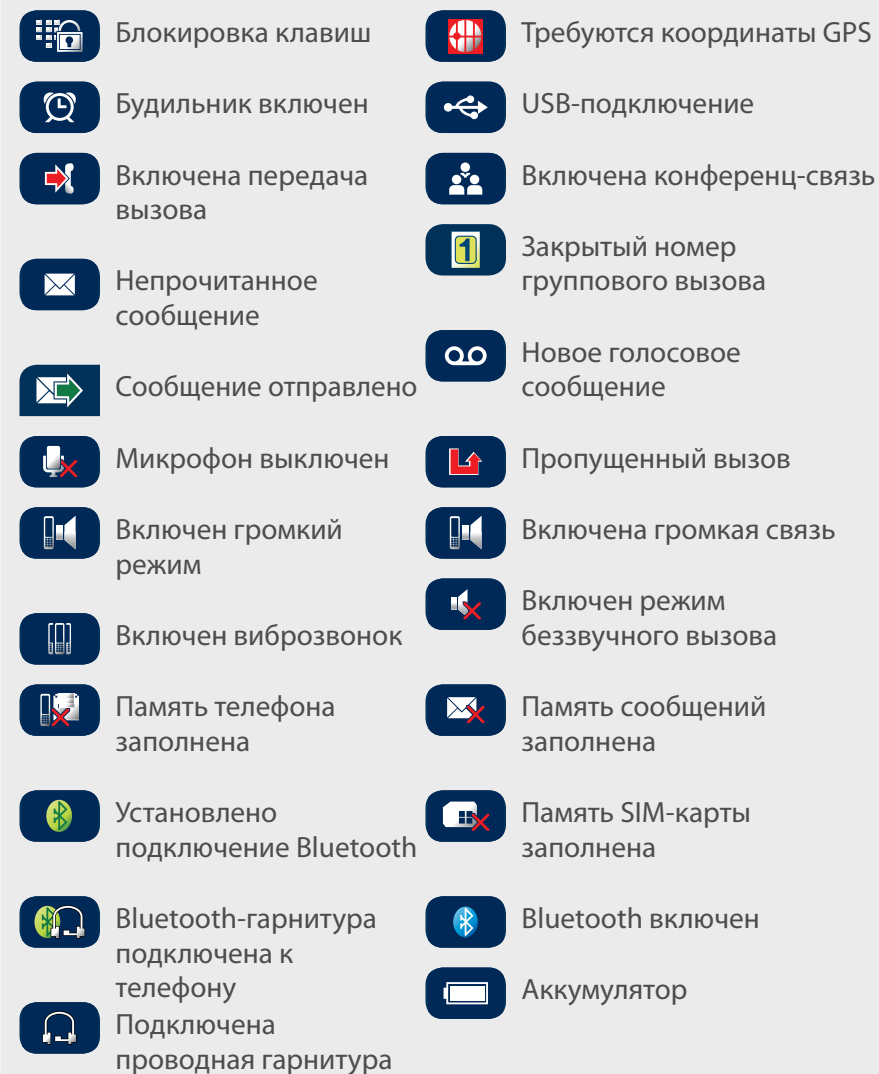 Блокировка клавиш
Будильник включен
Включена передача
вызова
Непрочитанное
сообщение
Сообщение отправлено
Микрофон выключен
Включен громкий
режим
Включен виброзвонок
Память телефона
заполнена
Установлено
подключение Bluetooth
Bluetooth-гарнитура
подключена к
телефону
Подключена
проводная гарнитура
Требуются координаты GPS
USB-подключение
Включена конференц-связь
1
Закрытый номер
группового вызова
Новое голосовое
сообщение
Пропущенный вызов
Включена громкая связь
Включен режим
беззвучного вызова
Память сообщений
заполнена
Память SIM-карты
заполнена
Bluetooth включен
Аккумулятор